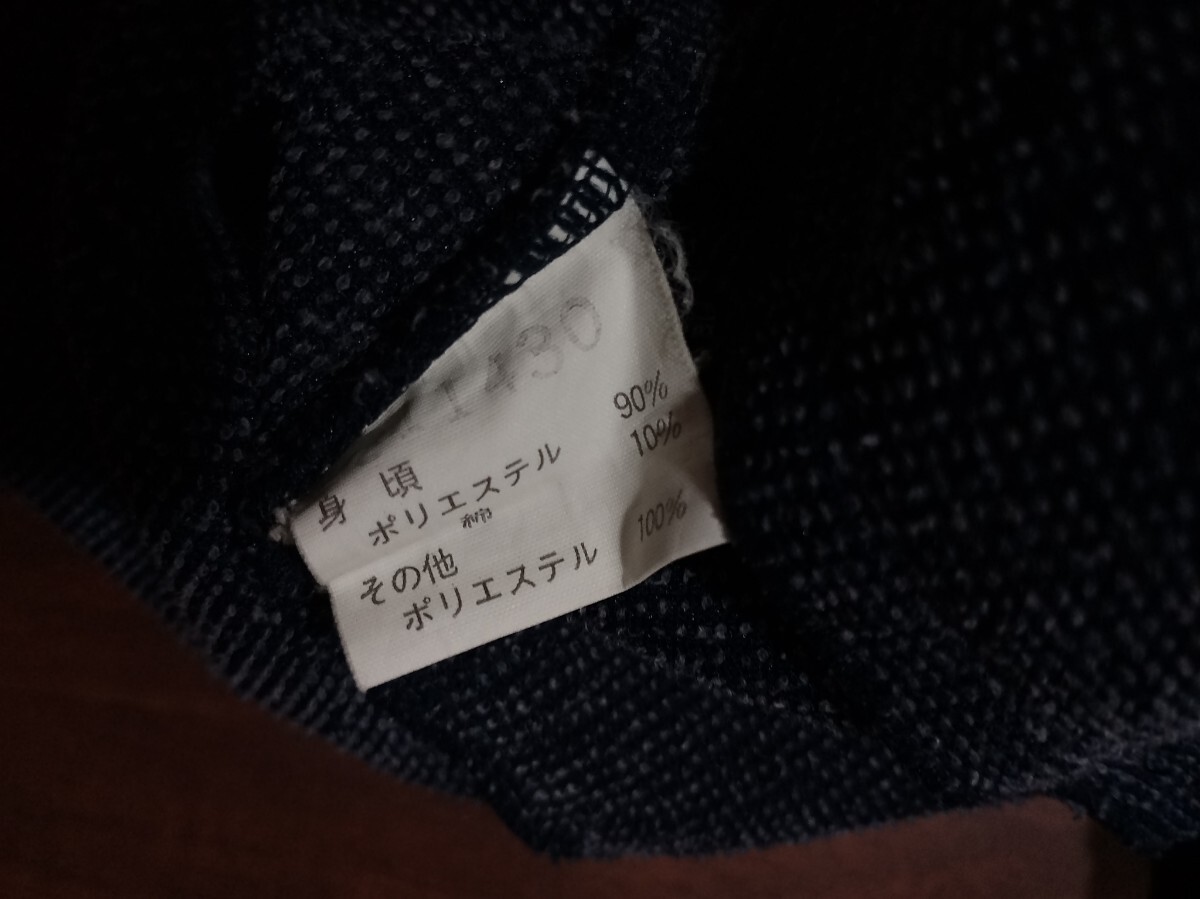 1430
身 頃
ポリエステル 90%
綿 10%
その他
ポリエステル 100%